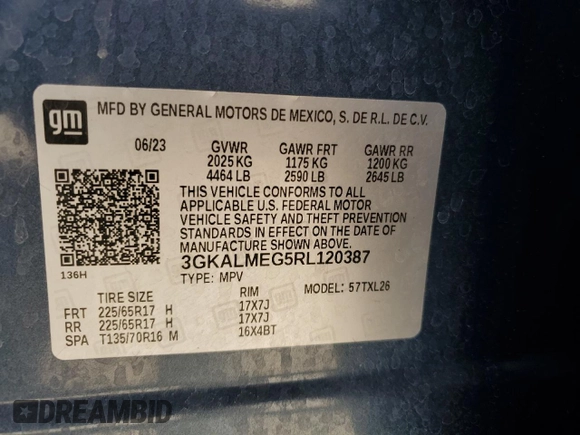 gm
MFD BY GENERAL MOTORS DE MEXICO, S. DE R.L. DE C.V.
06/23 GVWR GAWR FRT GAWR RR
2025 KG 1175 KG 1200 KG
4464 LB 2590 LB 2645 LB
THIS VEHICLE CONFORMS TO ALL
APPLICABLE U.S. FEDERAL MOTOR
VEHICLE SAFETY AND THEFT PREVENTION
STANDARDS IN EFFECT ON THE DATE OF
MANUFACTURE SHOWN ABOVE.
3GKALMEG5RL120387
136H
TYPE: MPV
MODEL: 57TXL26
TIRE SIZE RIM
FRT 225/65R17 H 17X7J
RR 225/65R17 H 17X7J
SPA T135/70R16 M 16X4BT
DREAMBID